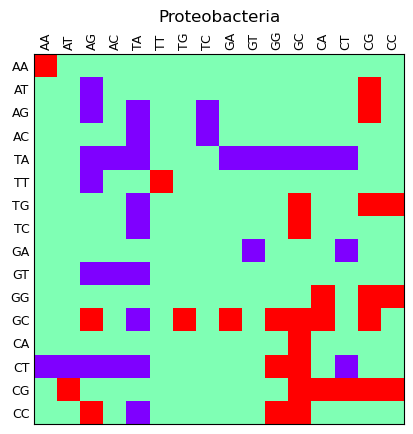 Proteobacteria
AA AT AG AC TA TT TG TC GA GT GG GC CA CT CG CC
AA
AT
AG
AC
TA
TT
TG
TC
GA
GT
GG
GC
CA
CT
CG
CC